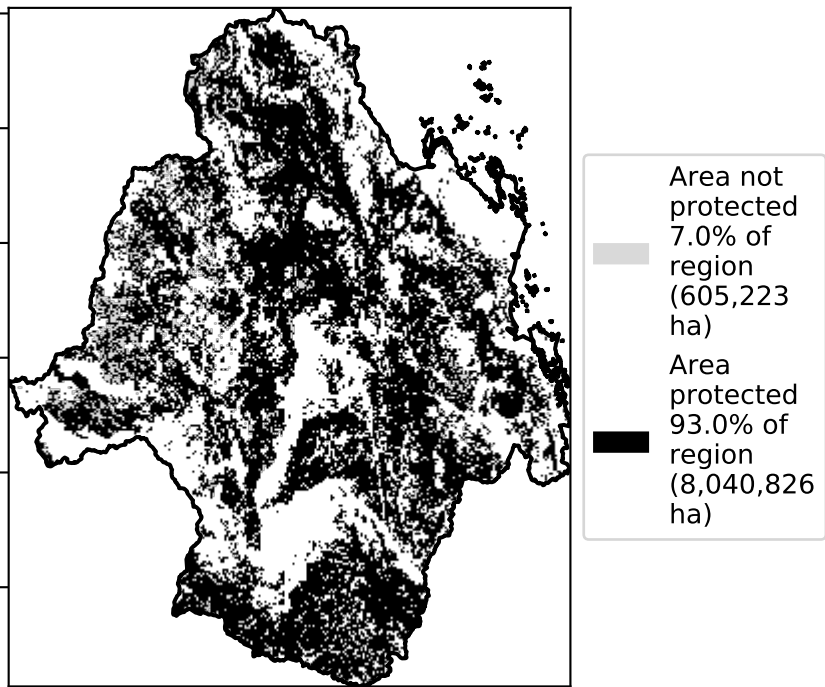 Area not
protected
7.0% of
region
(605,223
ha)
Area
protected
93.0% of
region
(8,040,826
ha)